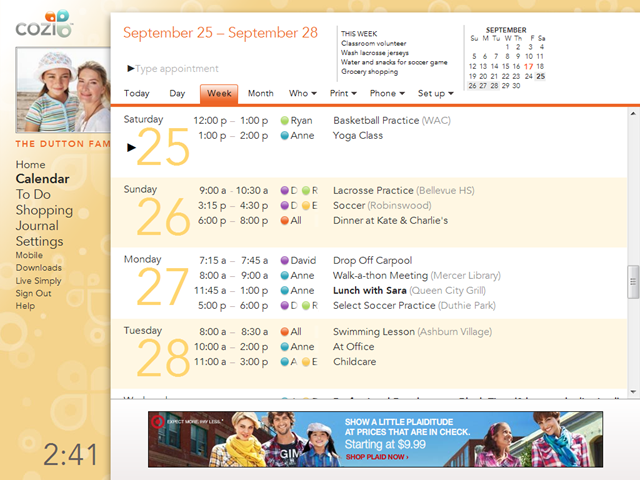 cozi
THE DUTTON FAM
Home
Calendar
To Do
Shopping
Journal
Settings
Mobile
Downloads
Live Simply
Sign Out
Help
2:41
September 25 – September 28
Type appointment
THIS WEEK
Classroom volunteer
Wash lacrosse jerseys
Water and snacks for soccer game
Grocery shopping
SEPTEMBER
Su M Tu W Th F Sa
1 2 3 4
5 6 7 8 9 10 11
12 13 14 15 16 17 18
19 20 21 22 23 24 25
26 27 28 29 30
Today Day Week Month Who Print Phone Set up
Saturday
25
12:00 p – 1:00 p Ryan Basketball Practice (WAC)
1:00 p – 2:00 p Anne Yoga Class
Sunday
26
9:00 a - 10:30 a D R Lacrosse Practice (Bellevue HS)
3:15 p – 4:30 p D E Soccer (Robinswood)
6:00 p – 8:00 p All Dinner at Kate & Charlie's
Monday
27
7:15 a – 7:45 a David Drop Off Carpool
8:00 a – 9:00 a Anne Walk-a-thon Meeting (Mercer Library)
11:45 a – 1:00 p Anne Lunch with Sara (Queen City Grill)
5:00 p – 6:00 p D R Select Soccer Practice (Duthie Park)
Tuesday
28
8:00 a – 8:30 a All Swimming Lesson (Ashburn Village)
10:00 a – 2:00 p Anne At Office
11:00 a – 3:00 p A E Childcare
EXPECT MORE. PAY LESS.
GIM
SHOW A LITTLE PLAIDITUDE
AT PRICES THAT ARE IN CHECK.
Starting at $9.99
SHOP PLAID NOW ›